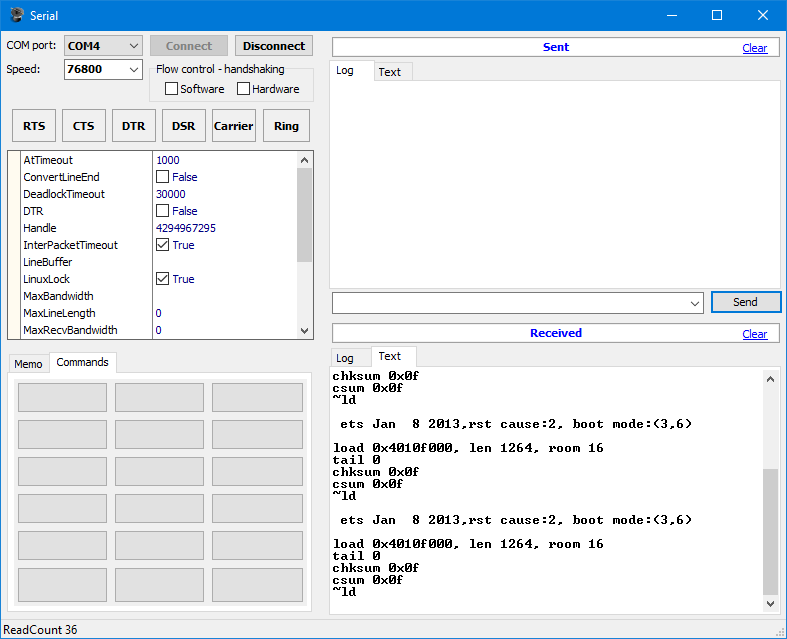 Serial
COM port: COM4 Connect Disconnect
Speed: 76800 Flow control - handshaking
Software Hardware
RTS CTS DTR DSR Carrier Ring
AtTimeout 1000
ConvertLineEnd False
DeadlockTimeout 30000
DTR False
Handle 4294967295
InterPacketTimeout True
LineBuffer
LinuxLock True
MaxBandwidth
MaxLineLength 0
MaxRecvBandwidth 0
Memo Commands
Sent Clear
Log Text
Send
Received Clear
Log Text
chksum 0x0f
csum 0x0f
~ld
ets Jan  8 2013,rst cause:2, boot mode:(3,6)
load 0x4010f000, len 1264, room 16
tail 0
chksum 0x0f
csum 0x0f
~ld
ets Jan  8 2013,rst cause:2, boot mode:(3,6)
load 0x4010f000, len 1264, room 16
tail 0
chksum 0x0f
csum 0x0f
~ld
ReadCount 36